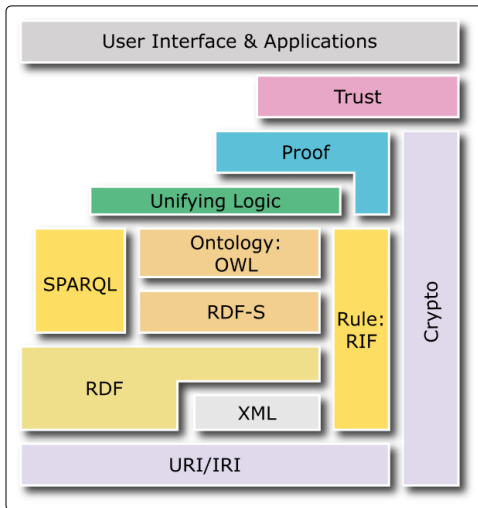 User Interface & Applications
Trust
Proof
Unifying Logic
Ontology:
OWL
SPARQL
RDF-S
Rule:
RIF
Crypto
RDF
XML
URI/IRI